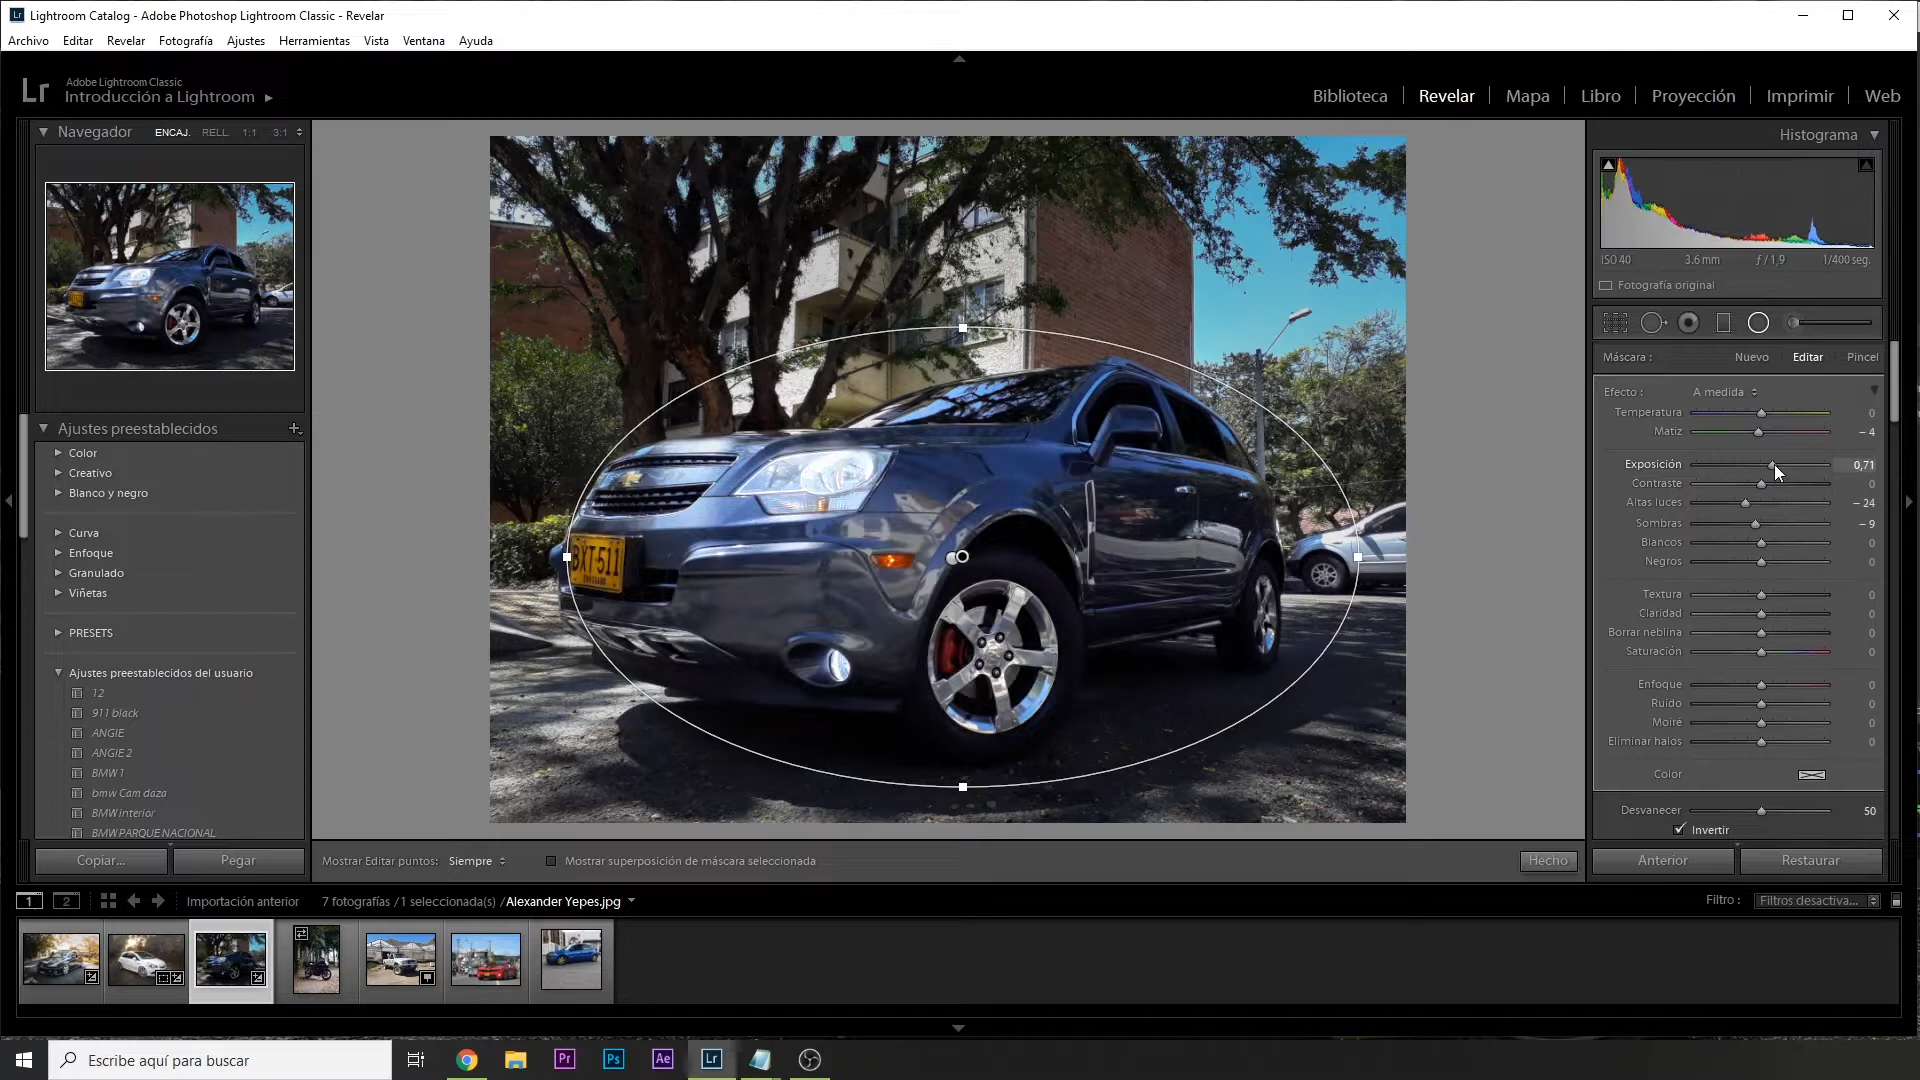 Lightroom Catalog - Adobe Photoshop Lightroom Classic - Revelar
Archivo Editar Revelar Fotografía Ajustes Herramientas Vista Ventana Ayuda
Lr Adobe Lightroom Classic
Introducción a Lightroom
Biblioteca Revelar Mapa Libro Proyección Imprimir Web
Navegador ENCAJ. RELL. 1:1 3:1
Ajustes preestablecidos
Color
Creativo
Blanco y negro
Curva
Enfoque
Granulado
Viñetas
PRESETS
Ajustes preestablecidos del usuario
12
911 black
ANGIE
ANGIE 2
BMW 1
bmw Cam daza
BMW interior
BMW PARQUE NACIONAL
Copiar... Pegar
BXT·511
Mostrar Editar puntos: Siempre Mostrar superposición de máscara seleccionada Hecho
Histograma
ISO 40 3.6 mm ƒ / 1,9 1/400 seg.
Fotografía original
Máscara : Nuevo Editar Pincel
Efecto : A medida
Temperatura 0
Matiz – 4
Exposición 0,71
Contraste 0
Altas luces – 24
Sombras – 9
Blancos 0
Negros 0
Textura 0
Claridad 0
Borrar neblina 0
Saturación 0
Enfoque 0
Ruido 0
Moiré 0
Eliminar halos 0
Color
Desvanecer 50
Invertir
Anterior Restaurar
1 2 Importación anterior 7 fotografías /1 seleccionada(s) /Alexander Yepes.jpg Filtro : Filtros desactiva...
Escribe aquí para buscar Pr Ps Ae Lr